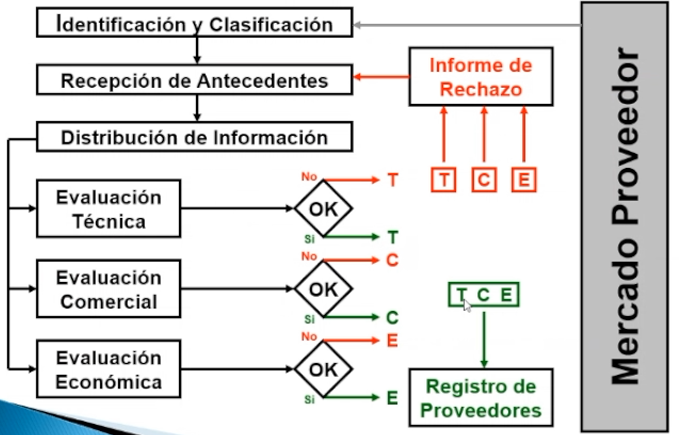 Identificación y Clasificación
Recepción de Antecedentes
Informe de
Rechazo
Distribución de Información
T C E
Evaluación
Técnica
OK
No
T
Si
T
Evaluación
Comercial
OK
No
C
Si
C
Evaluación
Económica
OK
No
E
Si
E
T C E
Registro de
Proveedores
Mercado Proveedor